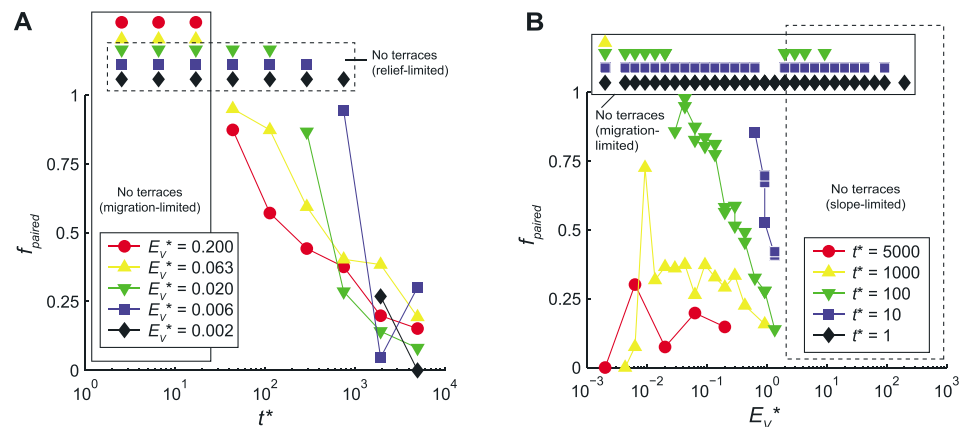 A
No terraces
(relief-limited)
1
0.75
0.5
0.25
0
f_paired
No terraces
(migration-limited)
E_V* = 0.200
E_V* = 0.063
E_V* = 0.020
E_V* = 0.006
E_V* = 0.002
10^0 10^1 10^2 10^3 10^4
t*
B
No terraces
(migration-
limited)
1
0.75
0.5
0.25
0
f_paired
No terraces
(slope-limited)
t* = 5000
t* = 1000
t* = 100
t* = 10
t* = 1
10^−3 10^−2 10^−1 10^0 10^1 10^2 10^3
E_V*